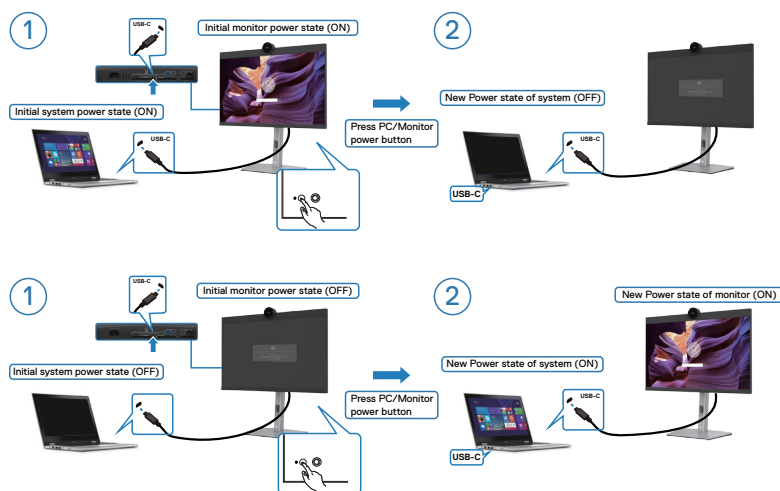 1
USB-C
Initial monitor power state (ON)
Initial system power state (ON)
USB-C
Press PC/Monitor
power button
2
New Power state of system (OFF)
USB-C
USB-C
1
USB-C
Initial monitor power state (OFF)
Initial system power state (OFF)
USB-C
Press PC/Monitor
power button
2
New Power state of monitor (ON)
New Power state of system (ON)
USB-C
USB-C